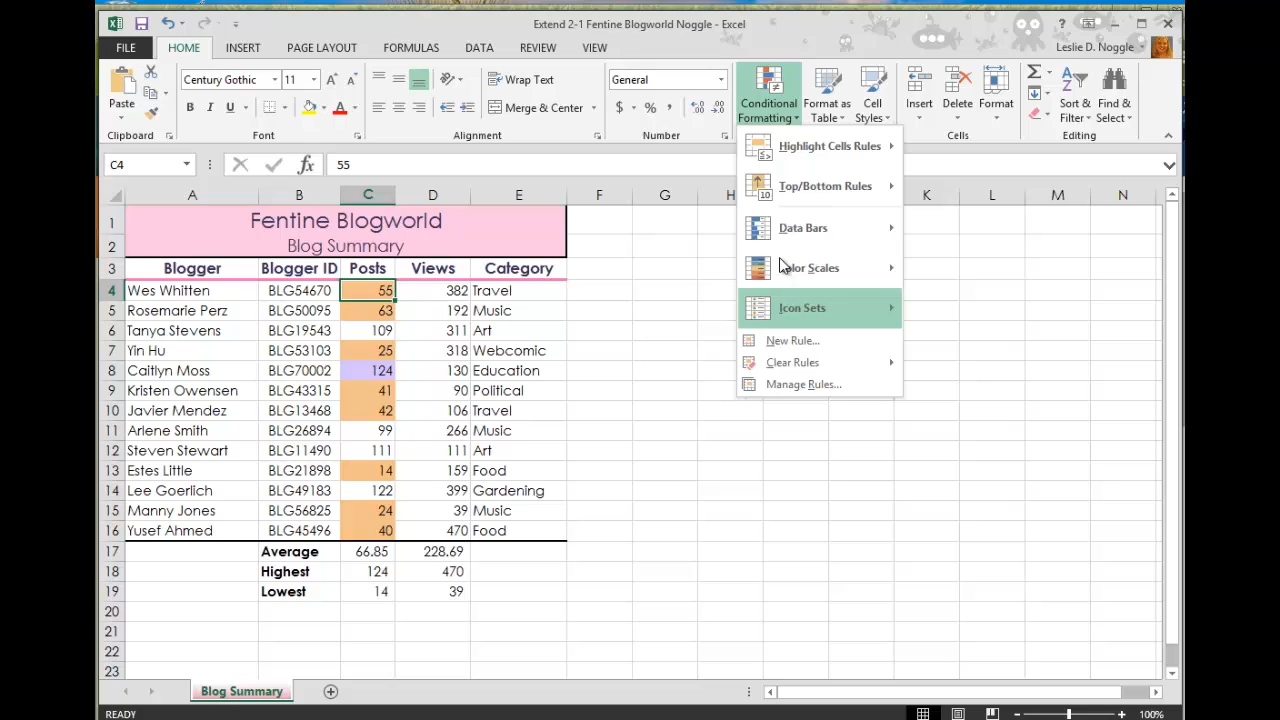 Extend 2-1 Fentine Blogworld Noggle - Excel
FILE HOME INSERT PAGE LAYOUT FORMULAS DATA REVIEW VIEW Leslie D. Noggle
Paste Century Gothic 11 Wrap Text General Conditional Formatting Format as Table Cell Styles Insert Delete Format Sort & Filter Find & Select
B I U A Merge & Center $ % ,
Clipboard Font Alignment Number Cells Editing
C4 fx 55
Highlight Cells Rules
Top/Bottom Rules
Data Bars
Color Scales
Icon Sets
New Rule...
Clear Rules
Manage Rules...
A B C D E F G H K L M N
1 Fentine Blogworld
2 Blog Summary
3 Blogger Blogger ID Posts Views Category
4 Wes Whitten BLG54670 55 382 Travel
5 Rosemarie Perz BLG50095 63 192 Music
6 Tanya Stevens BLG19543 109 311 Art
7 Yin Hu BLG53103 25 318 Webcomic
8 Caitlyn Moss BLG70002 124 130 Education
9 Kristen Owensen BLG43315 41 90 Political
10 Javier Mendez BLG13468 42 106 Travel
11 Arlene Smith BLG26894 99 266 Music
12 Steven Stewart BLG11490 111 111 Art
13 Estes Little BLG21898 14 159 Food
14 Lee Goerlich BLG49183 122 399 Gardening
15 Manny Jones BLG56825 24 39 Music
16 Yusef Ahmed BLG45496 40 470 Food
17 Average 66.85 228.69
18 Highest 124 470
19 Lowest 14 39
20
21
22
23
Blog Summary
READY 100%